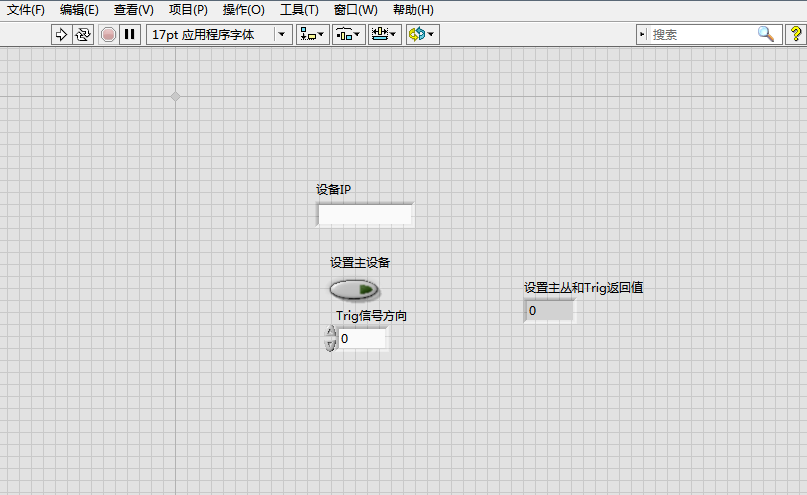 文件(F) 编辑(E) 查看(V) 项目(P) 操作(O) 工具(T) 窗口(W) 帮助(H)
17pt 应用程序字体 搜索 ?
设备IP
设置主设备
设置主丛和Trig返回值
0
Trig信号方向
0